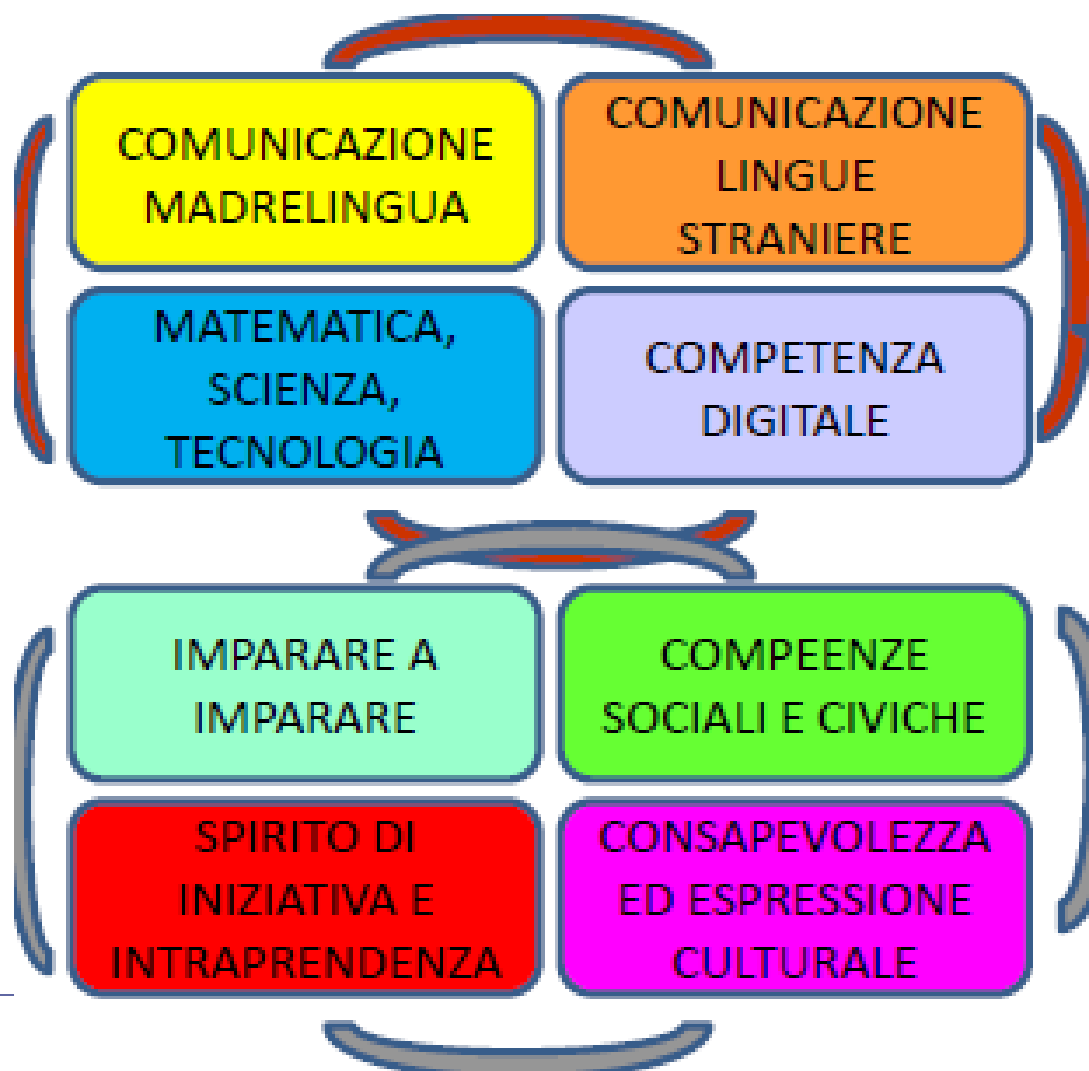 COMUNICAZIONE
MADRELINGUA
COMUNICAZIONE
LINGUE
STRANIERE
MATEMATICA,
SCIENZA,
TECNOLOGIA
COMPETENZA
DIGITALE
IMPARARE A
IMPARARE
COMPEENZE
SOCIALI E CIVICHE
SPIRITO DI
INIZIATIVA E
INTRAPRENDENZA
CONSAPEVOLEZZA
ED ESPRESSIONE
CULTURALE